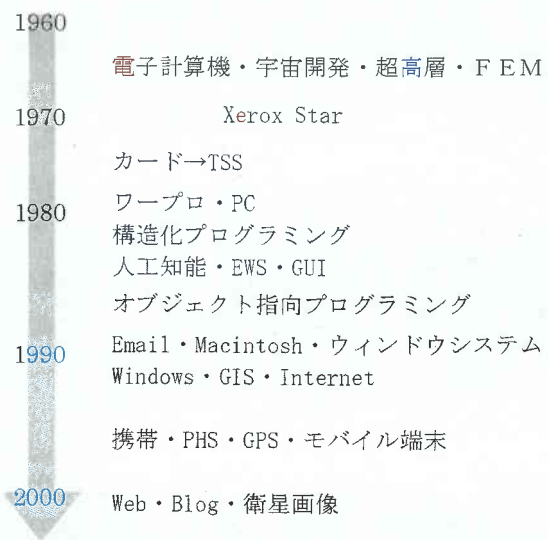 1960
電子計算機・宇宙開発・超高層・ＦＥＭ
1970
Xerox Star
カード→TSS
ワープロ・PC
1980
構造化プログラミング
人工知能・EWS・GUI
オブジェクト指向プログラミング
Email・Macintosh・ウィンドウシステム
1990
Windows・GIS・Internet
携帯・PHS・GPS・モバイル端末
2000
Web・Blog・衛星画像